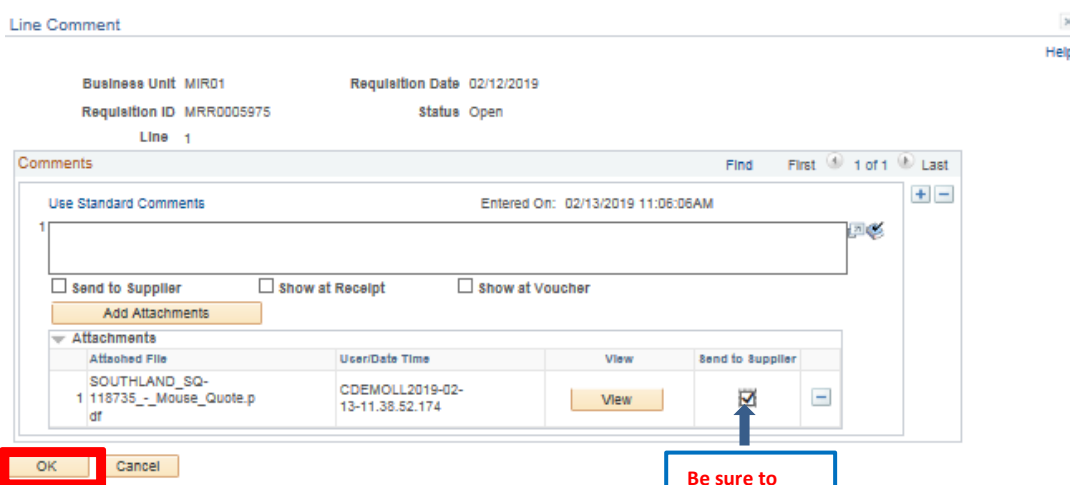 Line Comment
Help
Business Unit MIR01 Requisition Date 02/12/2019
Requisition ID MRR0005975 Status Open
Line 1
Comments Find First 1 of 1 Last
Use Standard Comments Entered On: 02/13/2019 11:06:06AM
1
Send to Supplier Show at Receipt Show at Voucher
Add Attachments
Attachments
Attached File User/Date Time View Send to Supplier
SOUTHLAND_SQ-
1 118735_-_Mouse_Quote.p
df
CDEMOLL2019-02-
13-11.38.52.174
View
OK Cancel
Be sure to